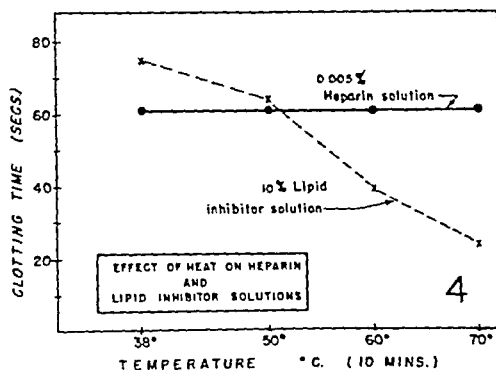 80
60
40
20
CLOTTING TIME (SECS.)
0.005%
Heparin solution
10% Lipid
inhibitor solution
EFFECT OF HEAT ON HEPARIN
AND
LIPID INHIBITOR SOLUTIONS
4
38° 50° 60° 70°
TEMPERATURE °C. (10 MINS.)